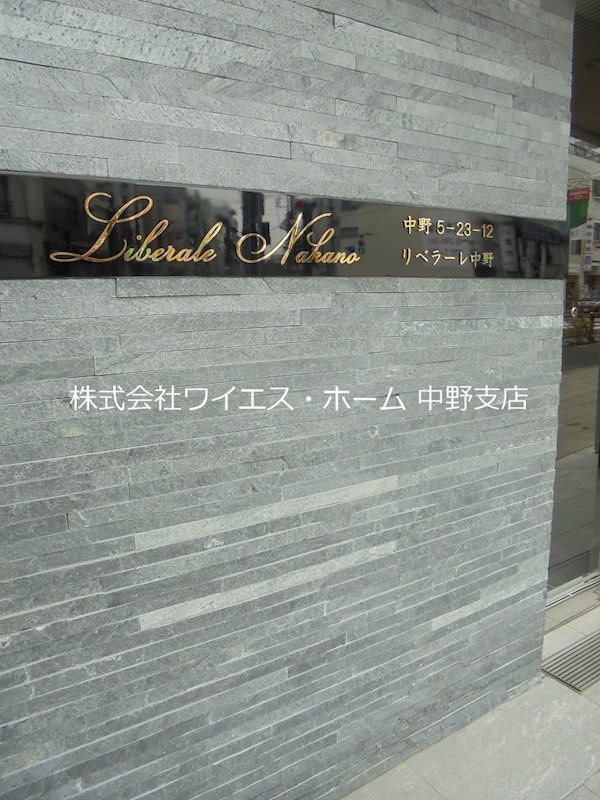 Liberale Nakano
中野 5-23-12
リベラーレ中野
株式会社ワイエス・ホーム 中野支店